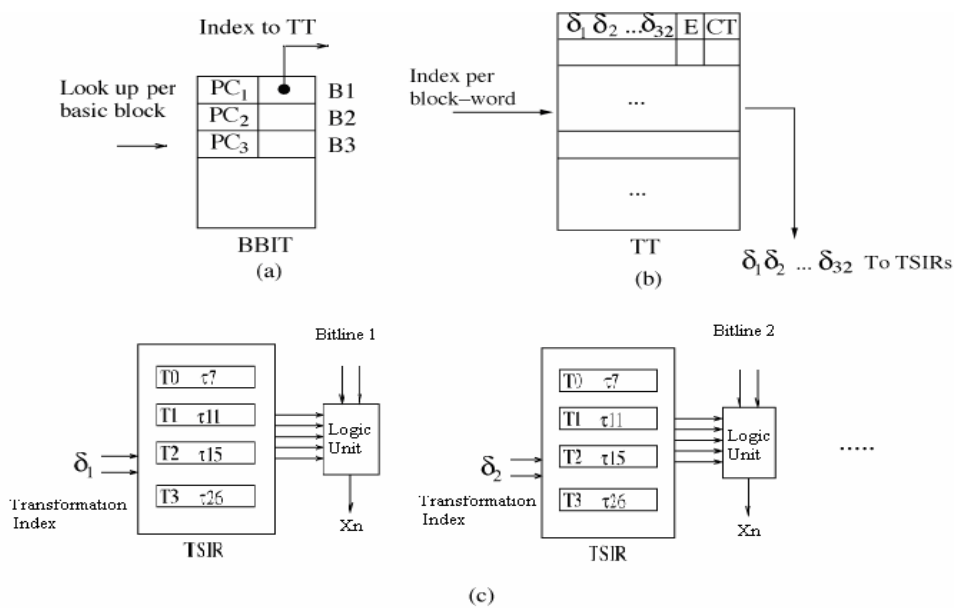 Index to TT
Look up per
basic block
PC1
B1
PC2
B2
PC3
B3
BBIT
(a)
δ1 δ2 ...δ32 E CT
Index per
block-word
...
...
TT
(b)
δ1δ2 ... δ32 To TSIRs
Bitline 1
T0 τ7
T1 τ11
T2 τ15
T3 τ26
Logic
Unit
δ1
Transformation
Index
Xn
TSIR
Bitline 2
T0 τ7
T1 τ11
T2 τ15
T3 τ26
Logic
Unit
.....
δ2
Transformation
Index
Xn
TSIR
(c)